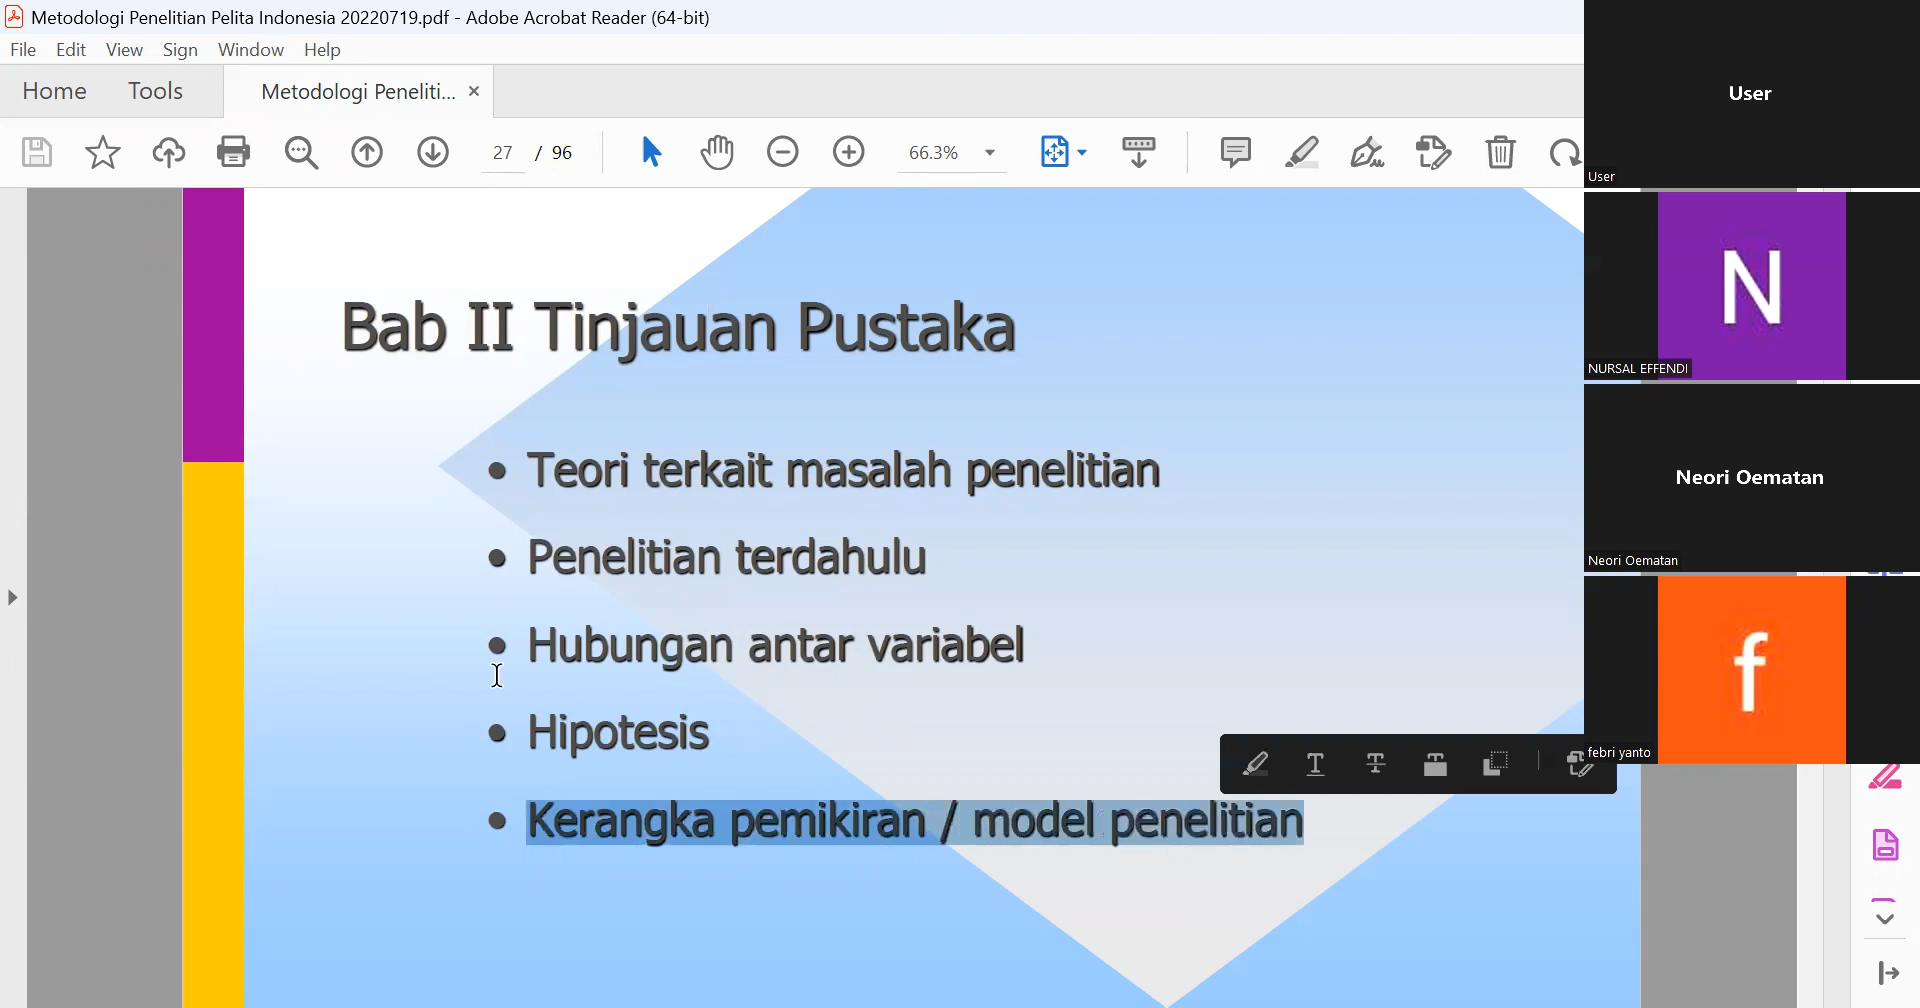 Metodologi Penelitian Pelita Indonesia 20220719.pdf - Adobe Acrobat Reader (64-bit)
File Edit View Sign Window Help
Home Tools Metodologi Peneliti... ×
27 / 96 66.3%
Bab II Tinjauan Pustaka
• Teori terkait masalah penelitian
• Penelitian terdahulu
• Hubungan antar variabel
• Hipotesis
• Kerangka pemikiran / model penelitian
User
User
N
NURSAL EFFENDI
Neori Oematan
Neori Oematan
f
febri yanto